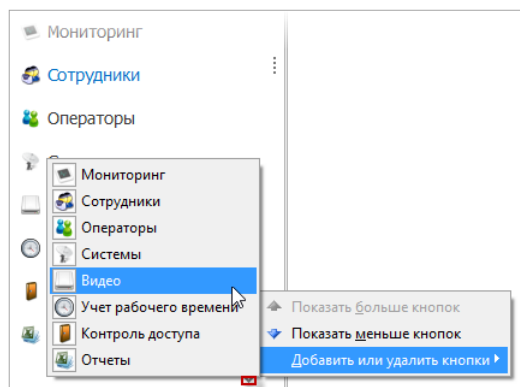 Мониторинг
Сотрудники
Операторы
Мониторинг
Сотрудники
Операторы
Системы
Видео
Учет рабочего времени
Контроль доступа
Отчеты
Показать больше кнопок
Показать меньше кнопок
Добавить или удалить кнопки